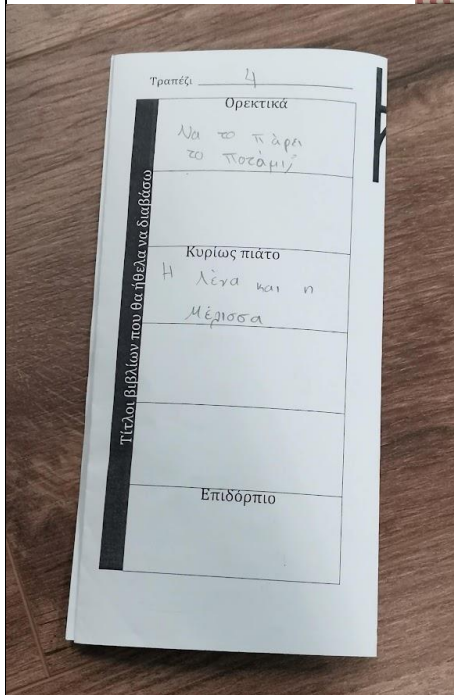 Τραπέζι 4
Τίτλοι βιβλίων που θα ήθελα να διαβάσω
Ορεκτικά
Να το πάρει
το ποτάμι;
Κυρίως πιάτο
Η Λένα και η
Μέρισσα
Επιδόρπιο